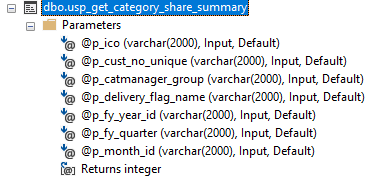 dbo.usp_get_category_share_summary
Parameters
@p_ico (varchar(2000), Input, Default)
@p_cust_no_unique (varchar(2000), Input, Default)
@p_catmanager_group (varchar(2000), Input, Default)
@p_delivery_flag_name (varchar(2000), Input, Default)
@p_fy_year_id (varchar(2000), Input, Default)
@p_fy_quarter (varchar(2000), Input, Default)
@p_month_id (varchar(2000), Input, Default)
Returns integer